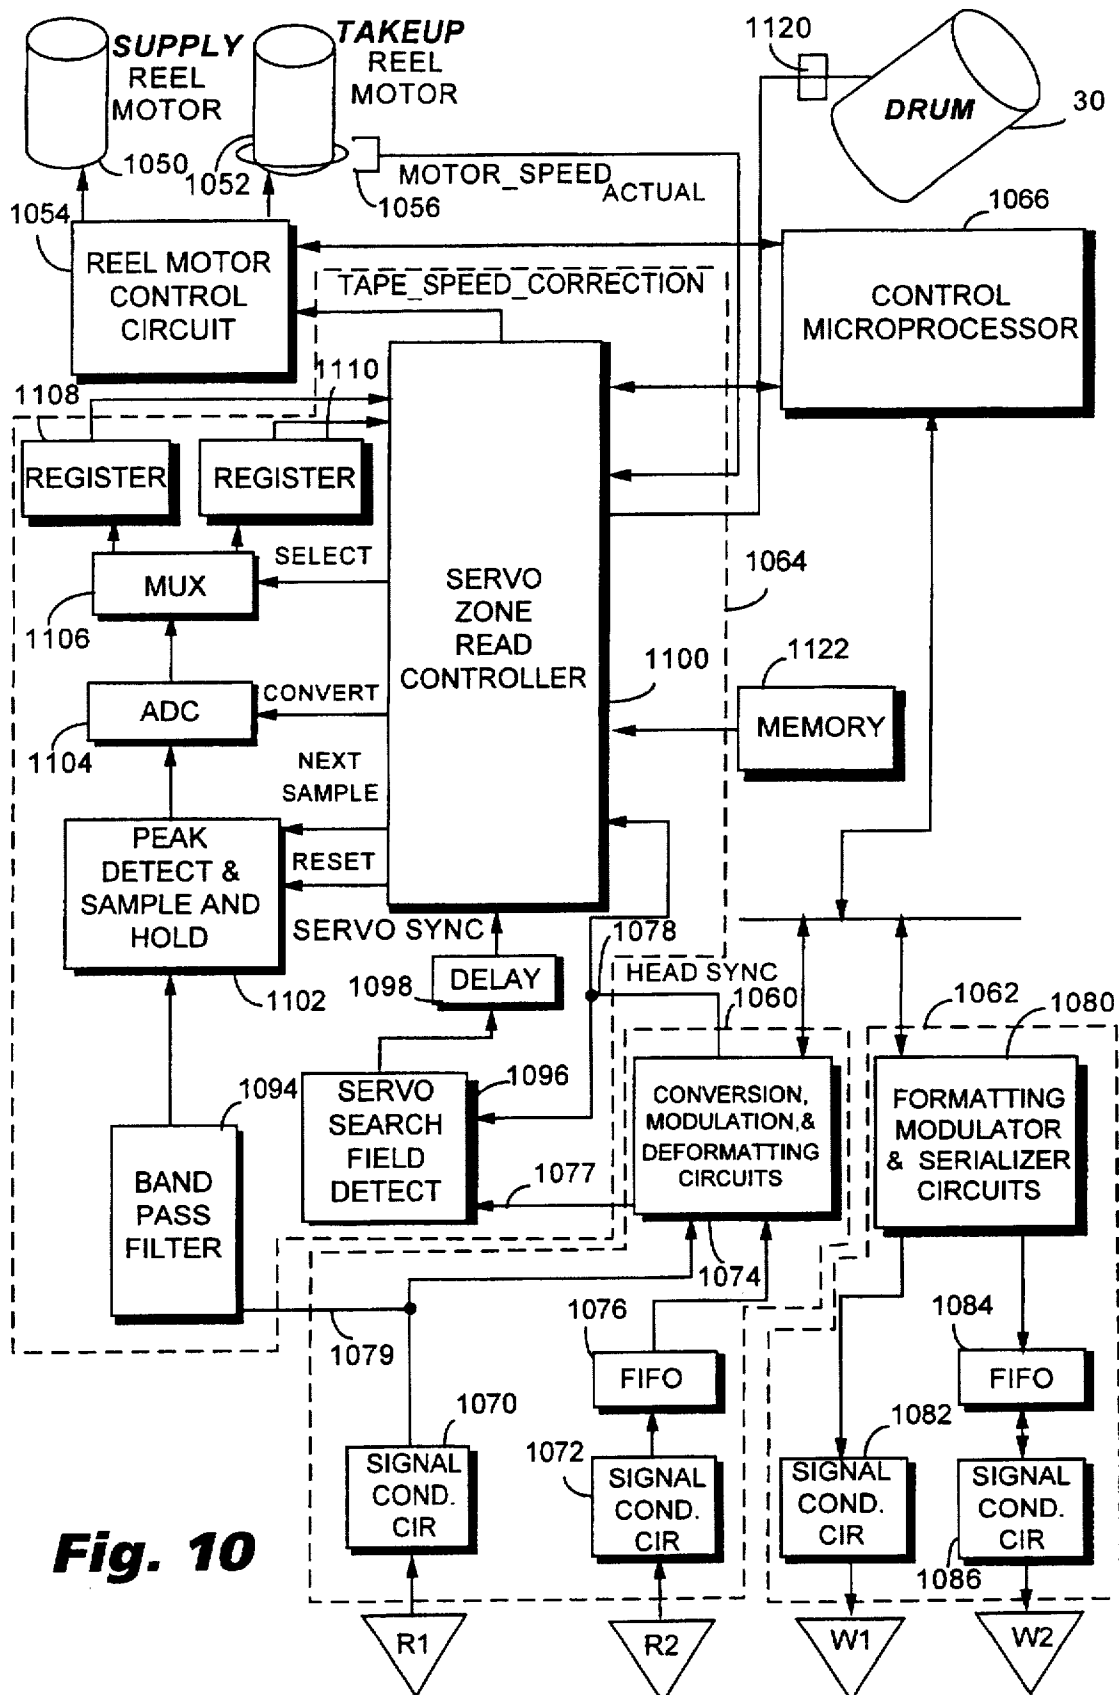 SUPPLY
REEL
MOTOR
TAKEUP
REEL
MOTOR
1120
DRUM
30
1050
1052
1056
MOTOR_SPEED ACTUAL
1054
REEL MOTOR
CONTROL
CIRCUIT
1066
CONTROL
MICROPROCESSOR
TAPE_SPEED_CORRECTION
1108
1110
REGISTER
REGISTER
SELECT
MUX
1106
SERVO
ZONE
READ
CONTROLLER
1064
1100
1122
MEMORY
CONVERT
ADC
1104
NEXT
SAMPLE
PEAK
DETECT &
SAMPLE AND
HOLD
RESET
1102
SERVO SYNC
1098
DELAY
1078
HEAD SYNC
1060
1062
1080
1094
BAND
PASS
FILTER
SERVO
SEARCH
FIELD
DETECT
1096
1077
CONVERSION,
MODULATION,&
DEFORMATTING
CIRCUITS
1074
FORMATTING
MODULATOR
& SERIALIZER
CIRCUITS
1079
1076
FIFO
1084
FIFO
1070
SIGNAL
COND.
CIR
1072
SIGNAL
COND.
CIR
1082
SIGNAL
COND.
CIR
SIGNAL
COND.
CIR
1086
Fig. 10
R1
R2
W1
W2